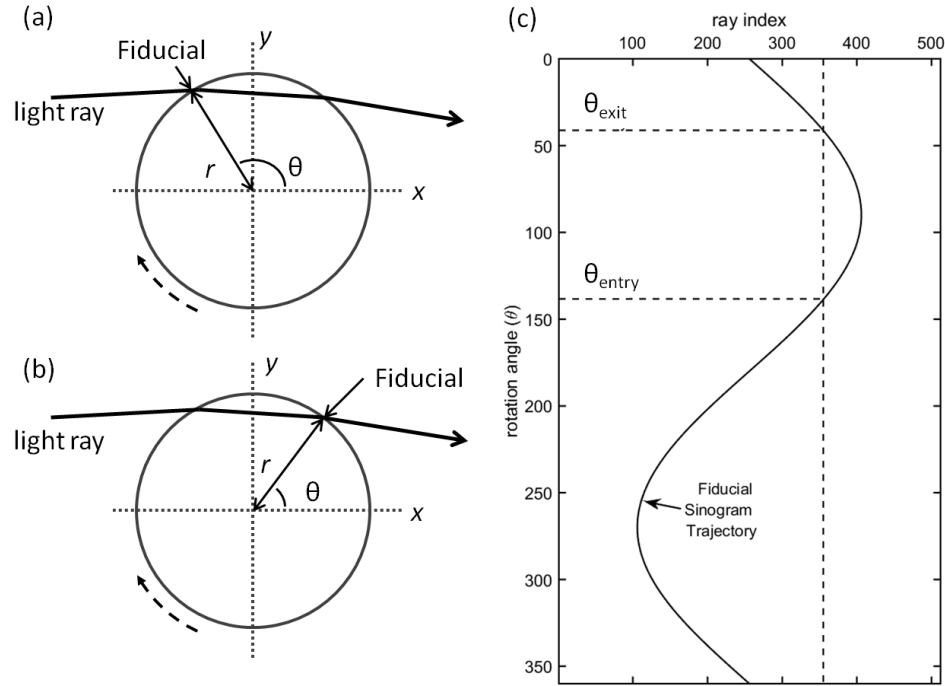 (a)
y
Fiducial
light ray
r
θ
x
(b)
y
Fiducial
light ray
r
θ
x
(c)
ray index
100 200 300 400 500
0
θexit
50
100
θentry
150
rotation angle (θ)
200
250
Fiducial
Sinogram
Trajectory
300
350